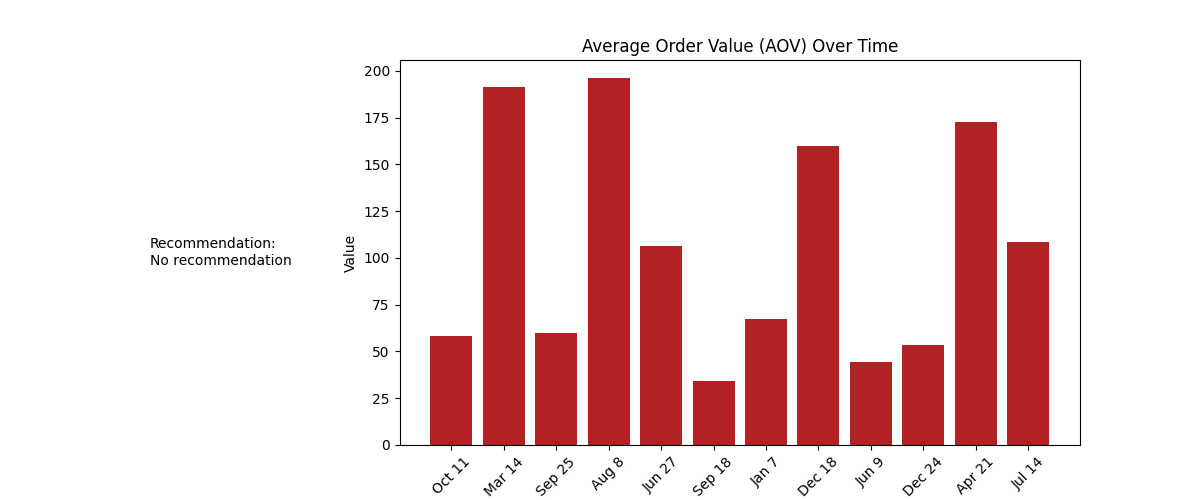 Average Order Value (AOV) Over Time
Recommendation:
No recommendation
Value
200
175
150
125
100
75
50
25
0
Oct 11
Mar 14
Sep 25
Aug 8
Jun 27
Sep 18
Jan 7
Dec 18
Jun 9
Dec 24
Apr 21
Jul 14